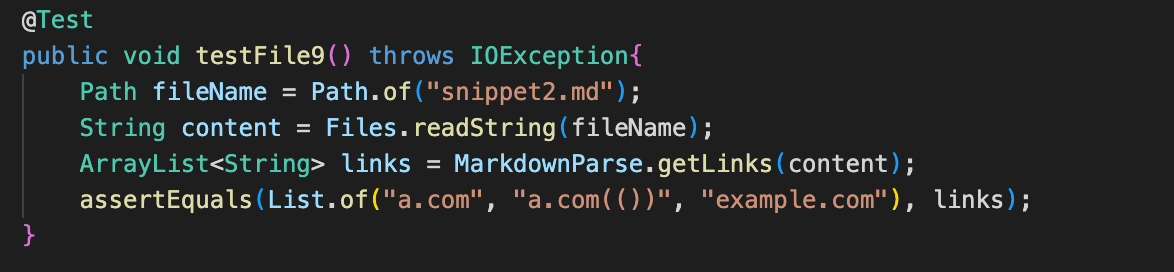 @Test
public void testFile9() throws IOException{
    Path fileName = Path.of("snippet2.md");
    String content = Files.readString(fileName);
    ArrayList<String> links = MarkdownParse.getLinks(content);
    assertEquals(List.of("a.com", "a.com(())", "example.com"), links);
}